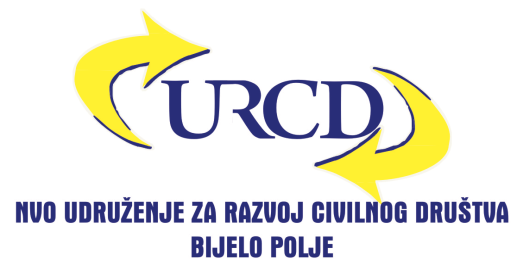 URCD
NVO UDRUŽENJE ZA RAZVOJ CIVILNOG DRUŠTVA
BIJELO POLJE